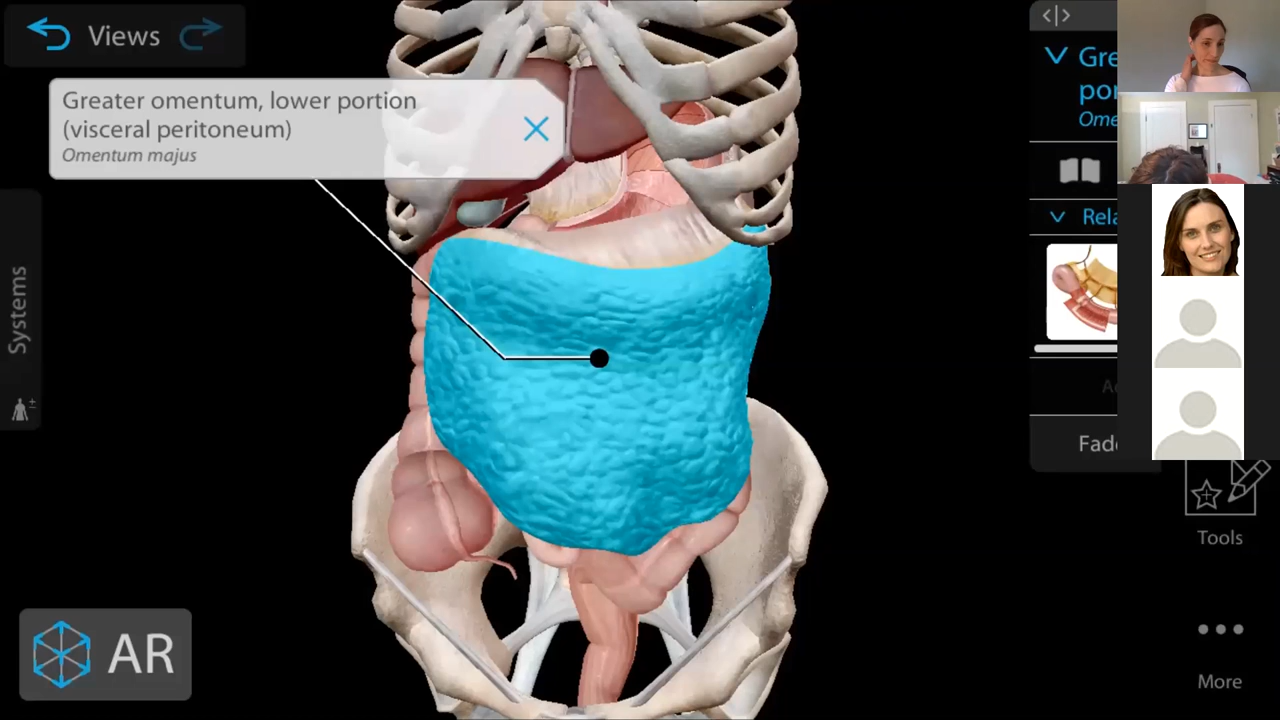 Views
Greater omentum, lower portion
(visceral peritoneum)
Omentum majus
Systems
AR
Gre
por
Ome
Rela
Fade
Tools
More